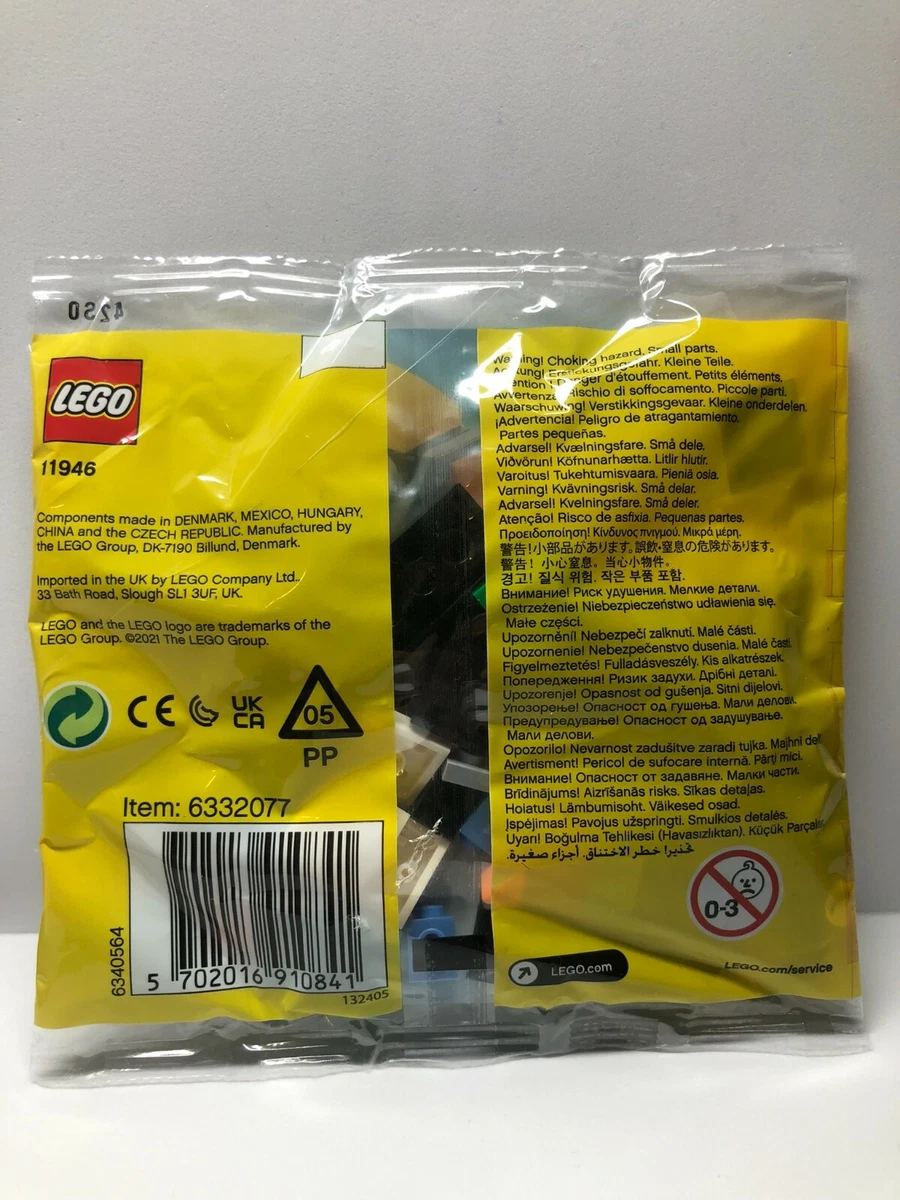 42S0
LEGO
11946
Components made in DENMARK, MEXICO, HUNGARY,
CHINA and the CZECH REPUBLIC. Manufactured by
the LEGO Group, DK-7190 Billund, Denmark.
Imported in the UK by LEGO Company Ltd.,
33 Bath Road, Slough SL1 3UF, UK.
LEGO and the LEGO logo are trademarks of the
LEGO Group. ©2021 The LEGO Group.
CE
UK
CA
05
PP
Item: 6332077
6340564
5 702016 910841
132405
Warning! Choking hazard. Small parts.
Achtung! Erstickungsgefahr. Kleine Teile.
Attention ! Danger d'étouffement. Petits éléments.
Avvertenza! Rischio di soffocamento. Piccole parti.
Waarschuwing! Verstikkingsgevaar. Kleine onderdelen.
¡Advertencia! Peligro de atragantamiento.
Partes pequeñas.
Advarsel! Kvælningsfare. Små dele.
Viðvörun! Köfnunarhætta. Litlir hlutir.
Varoitus! Tukehtumisvaara. Pieniä osia.
Varning! Kvävningsrisk. Små delar.
Advarsel! Kvelningsfare. Små deler.
Atenção! Risco de asfixia. Pequenas partes.
Προειδοποίηση! Κίνδυνος πνιγμού. Μικρά μέρη.
警告!小部品があります。誤飲・窒息の危険があります。
警告！小心窒息。当心小物件。
경고! 질식 위험. 작은 부품 포함.
Внимание! Риск удушения. Мелкие детали.
Ostrzeżenie! Niebezpieczeństwo udławienia się.
Małe części.
Upozornění! Nebezpečí zalknutí. Malé části.
Upozornenie! Nebezpečenstvo dusenia. Malé časti.
Figyelmeztetés! Fulladásveszély. Kis alkatrészek.
Попередження! Ризик задухи. Дрібні деталі.
Upozorenje! Opasnost od gušenja. Sitni dijelovi.
Упозорење! Опасност од гушења. Мали делови.
Предупредување! Опасност од задушување.
Мали делови.
Opozorilo! Nevarnost zadušitve zaradi tujka. Majhni del
Avertisment! Pericol de sufocare internă. Părți mici.
Внимание! Опасност от задавяне. Малки части.
Brīdinājums! Aizrīšanās risks. Sīkas detaļas.
Hoiatus! Lämbumisoht. Väikesed osad.
Įspėjimas! Pavojus užspringti. Smulkios detalės.
Uyarı! Boğulma Tehlikesi (Havasızlıktan). Küçük Parçalar
تحذير! خطر الاختناق. أجزاء صغيرة.
0-3
LEGO.com
LEGO.com/service